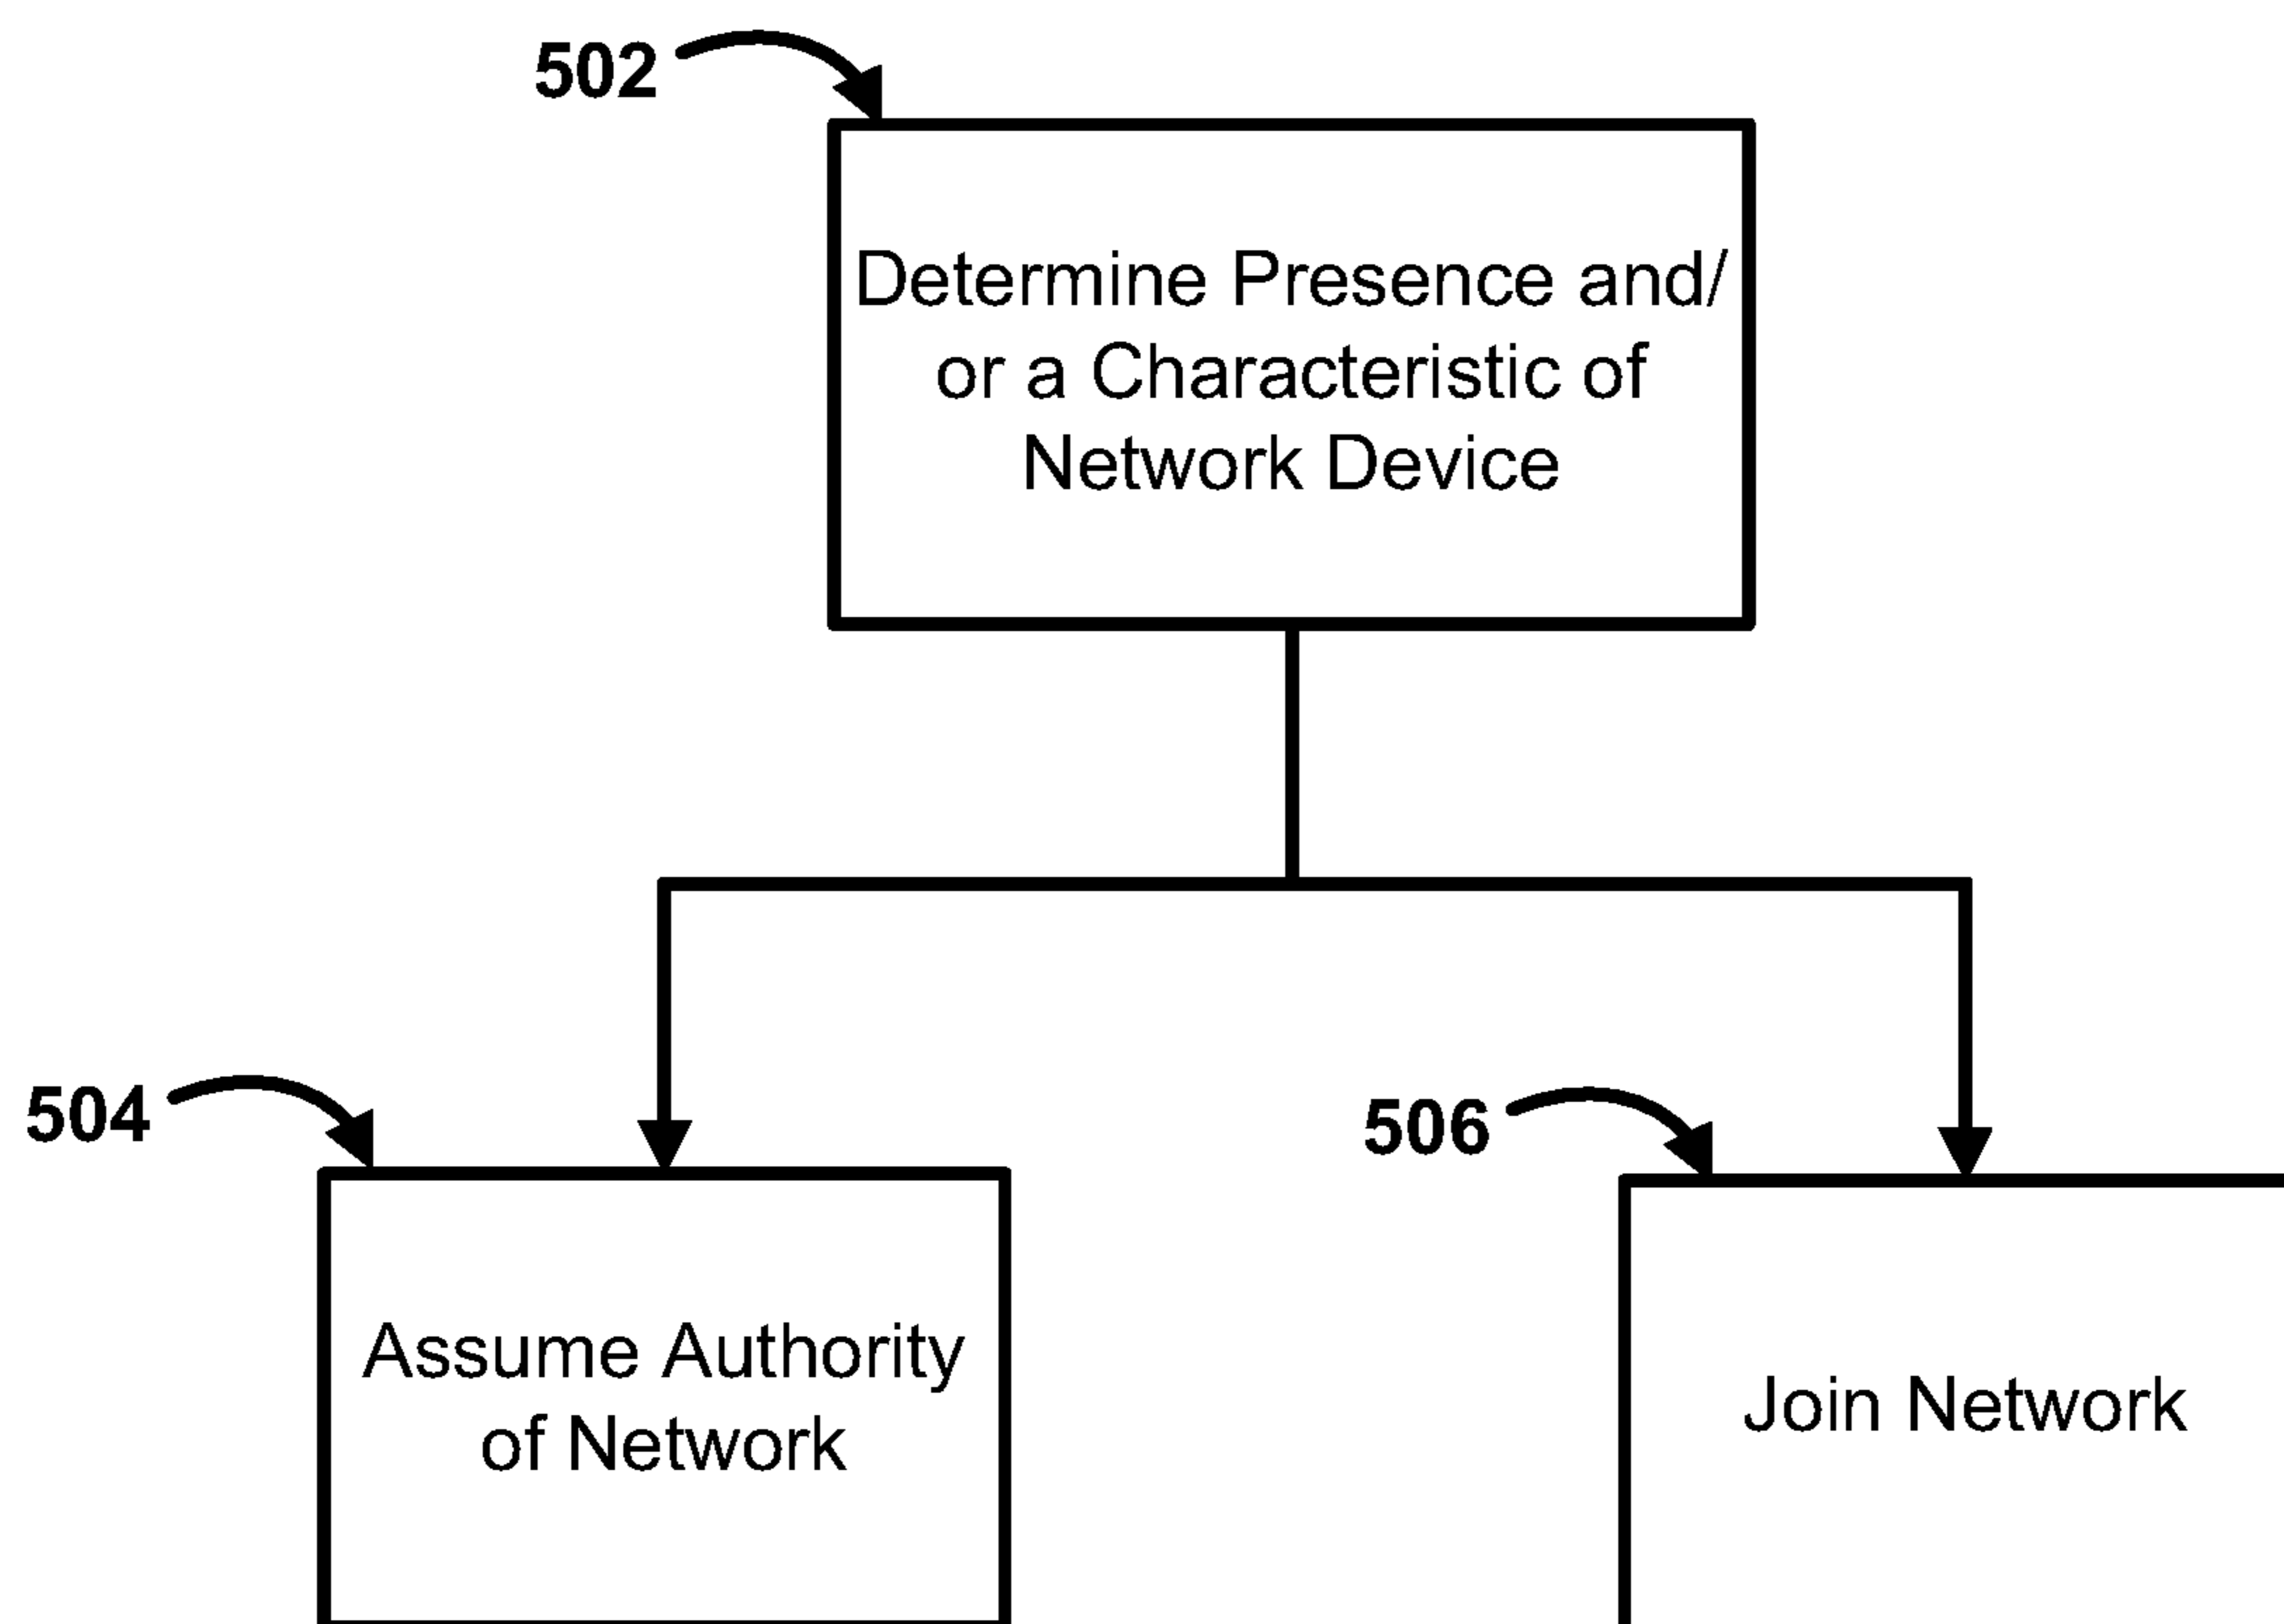 502
Determine Presence and/
or a Characteristic of
Network Device
504
506
Assume Authority
of Network
Join Network